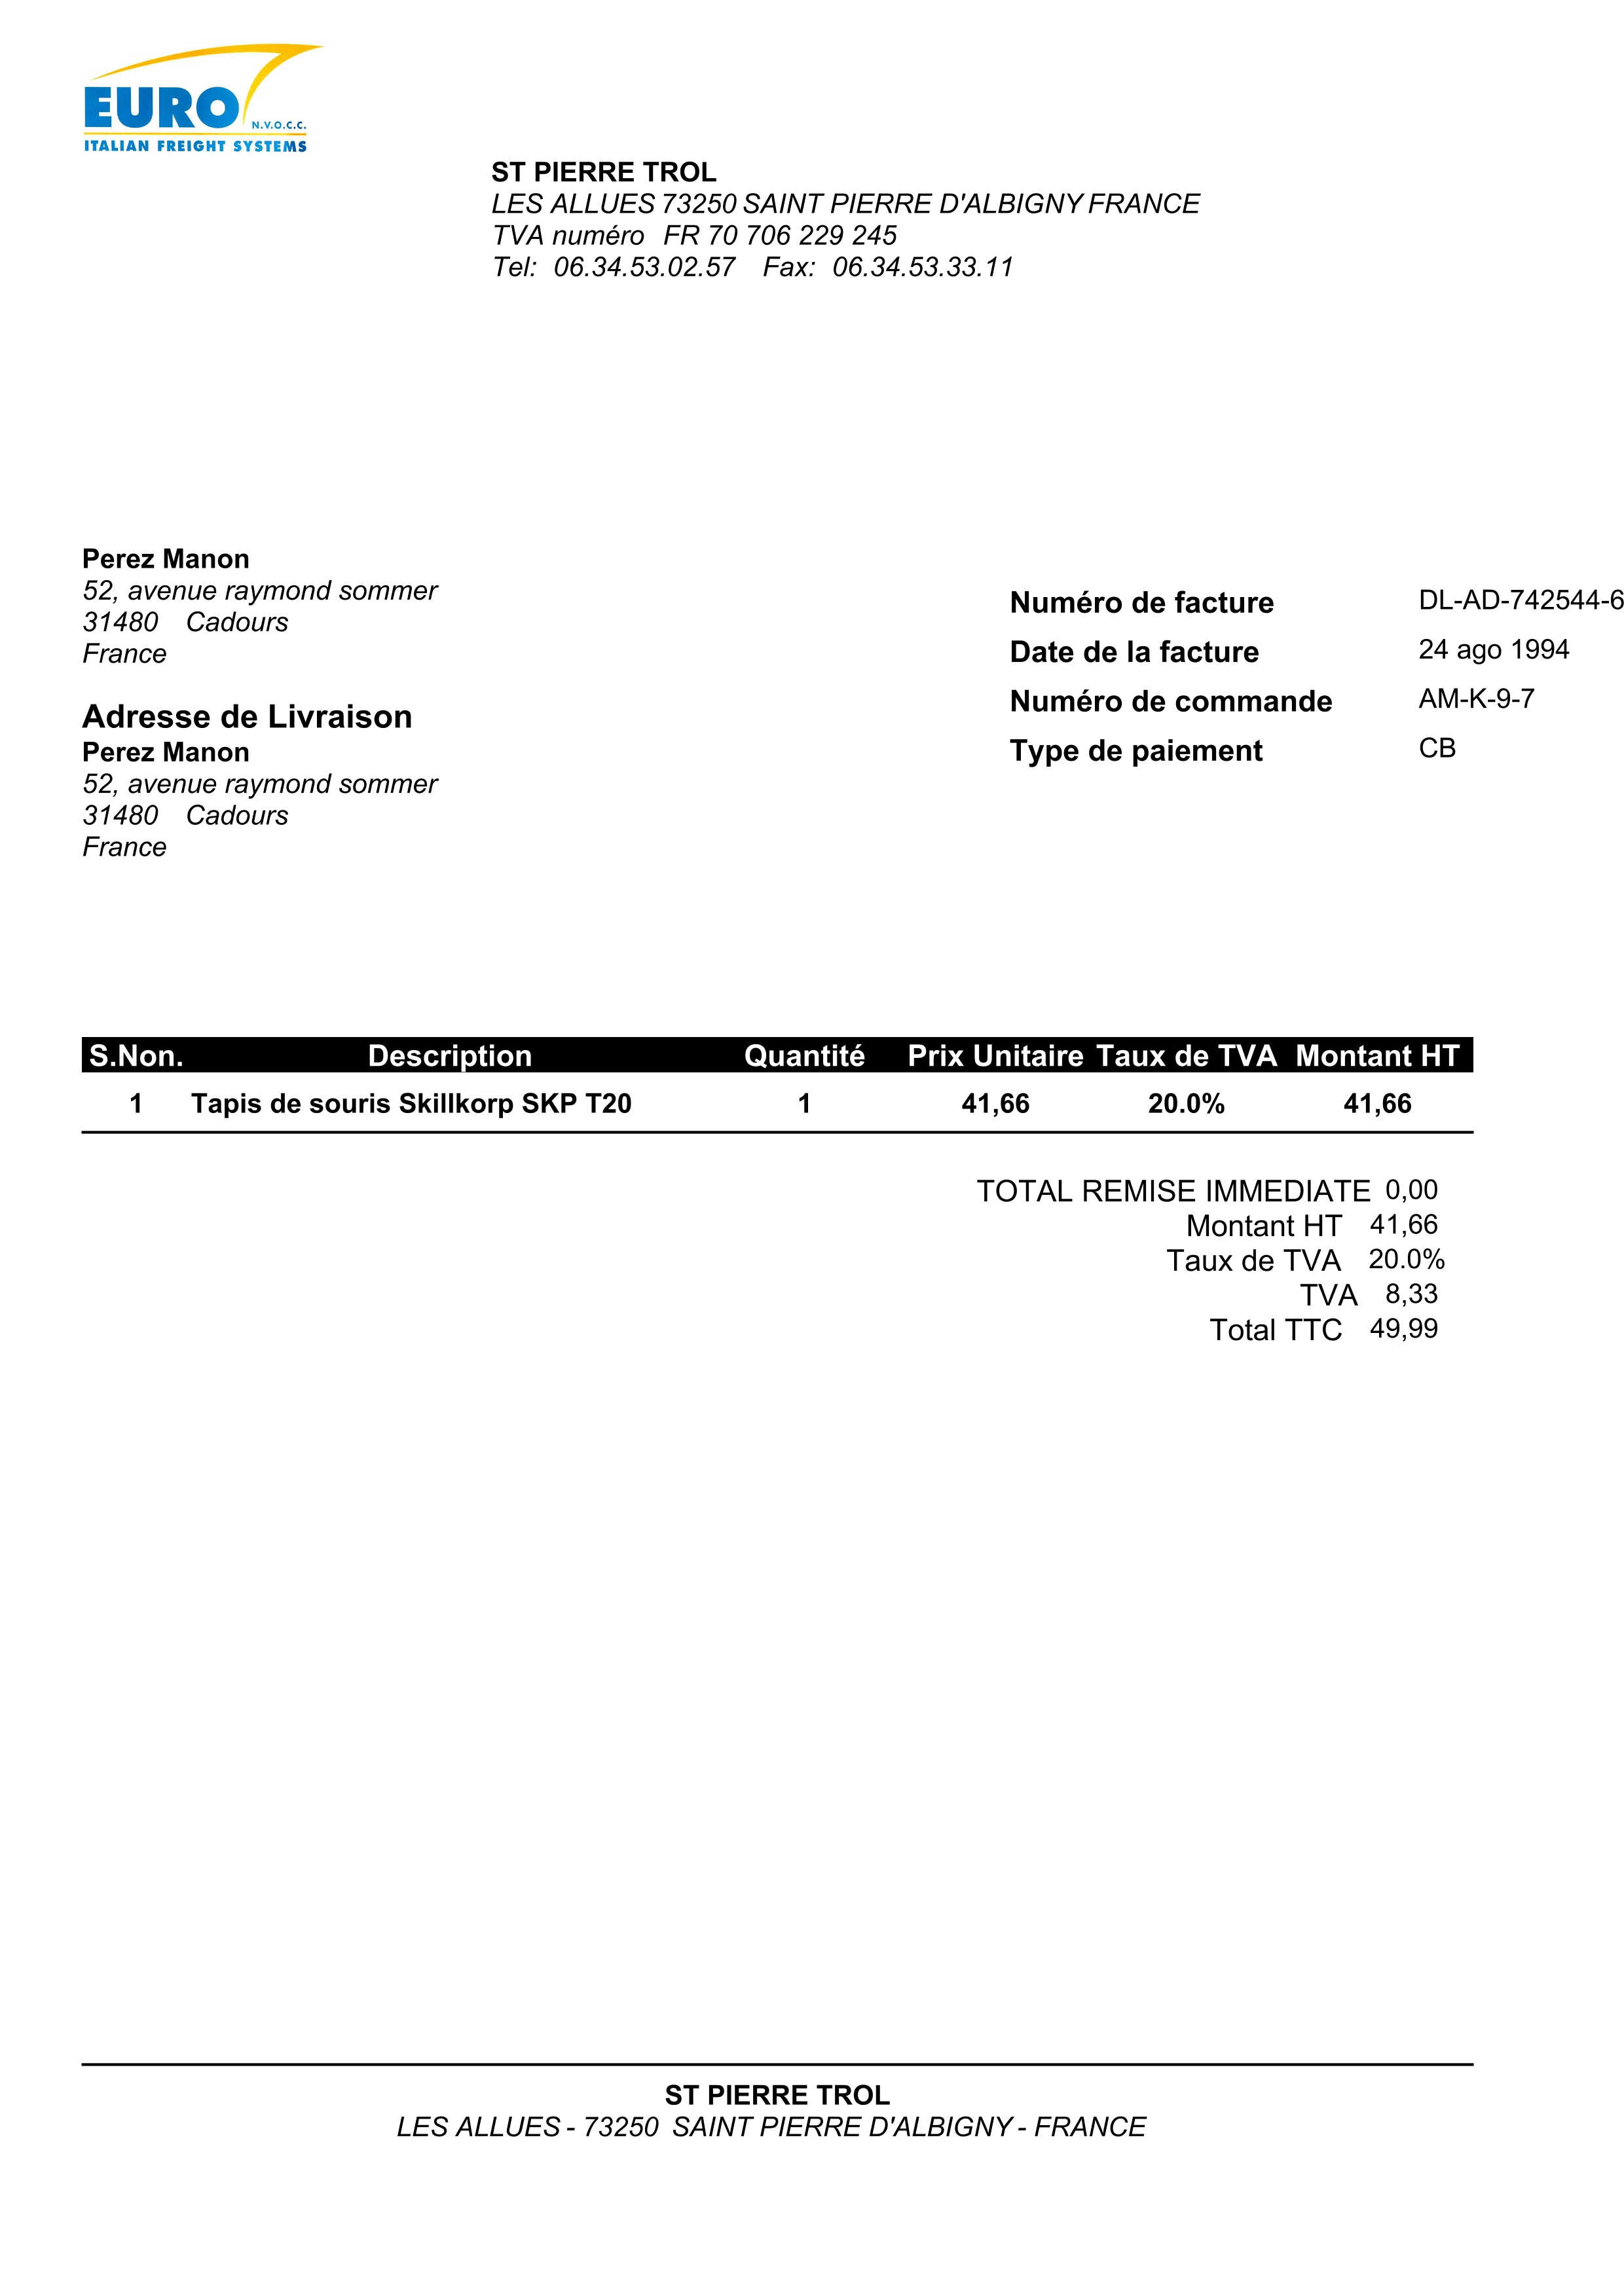 EURO
N.V.O.C.C.
ITALIAN FREIGHT SYSTEMS
ST PIERRE TROL
LES ALLUES 73250 SAINT PIERRE D'ALBIGNY FRANCE
TVA numéro FR 70 706 229 245
Tel: 06.34.53.02.57 Fax: 06.34.53.33.11
Perez Manon
52, avenue raymond sommer
31480 Cadours
France
Adresse de Livraison
Perez Manon
52, avenue raymond sommer
31480 Cadours
France
Numéro de facture DL-AD-742544-6
Date de la facture 24 ago 1994
Numéro de commande AM-K-9-7
Type de paiement CB
S.Non. Description Quantité Prix Unitaire Taux de TVA Montant HT
1 Tapis de souris Skillkorp SKP T20 1 41,66 20.0% 41,66
TOTAL REMISE IMMEDIATE 0,00
Montant HT 41,66
Taux de TVA 20.0%
TVA 8,33
Total TTC 49,99
ST PIERRE TROL
LES ALLUES - 73250 SAINT PIERRE D'ALBIGNY - FRANCE